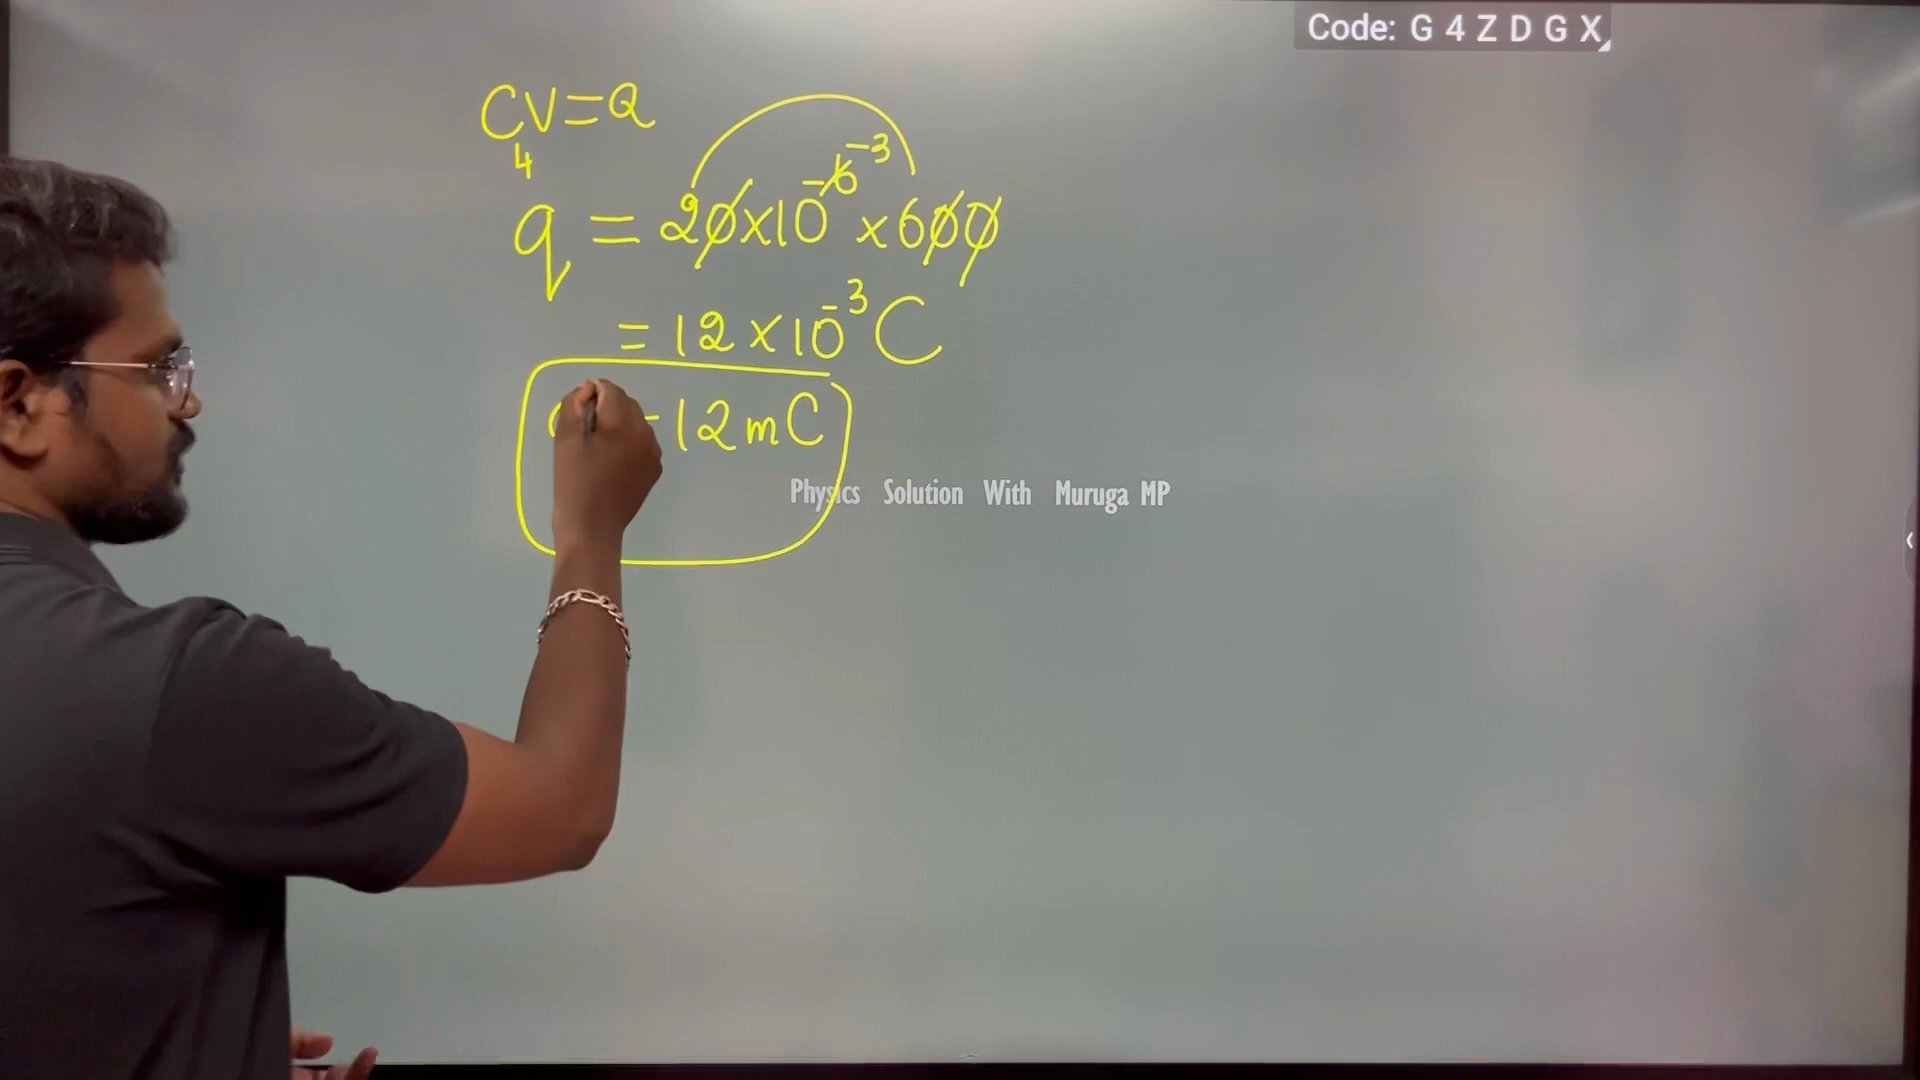 Code: G 4 Z D G X
CV=Q
4
q = 20×10⁻⁶ ⁻³ ×600
= 12×10⁻³ C
=12mC
Physics Solution With Muruga MP